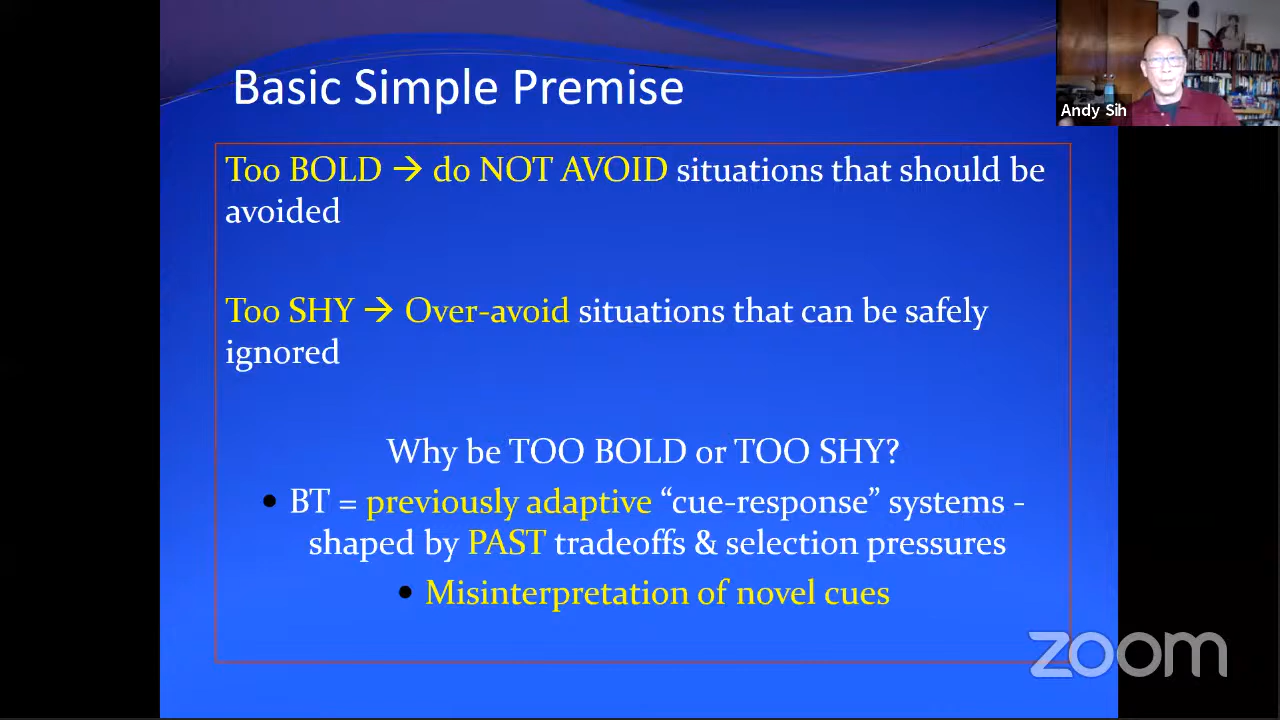 Basic Simple Premise
Andy Sih
Too BOLD → do NOT AVOID situations that should be
avoided
Too SHY → Over-avoid situations that can be safely
ignored
Why be TOO BOLD or TOO SHY?
• BT = previously adaptive “cue-response” systems -
shaped by PAST tradeoffs & selection pressures
• Misinterpretation of novel cues
zoom